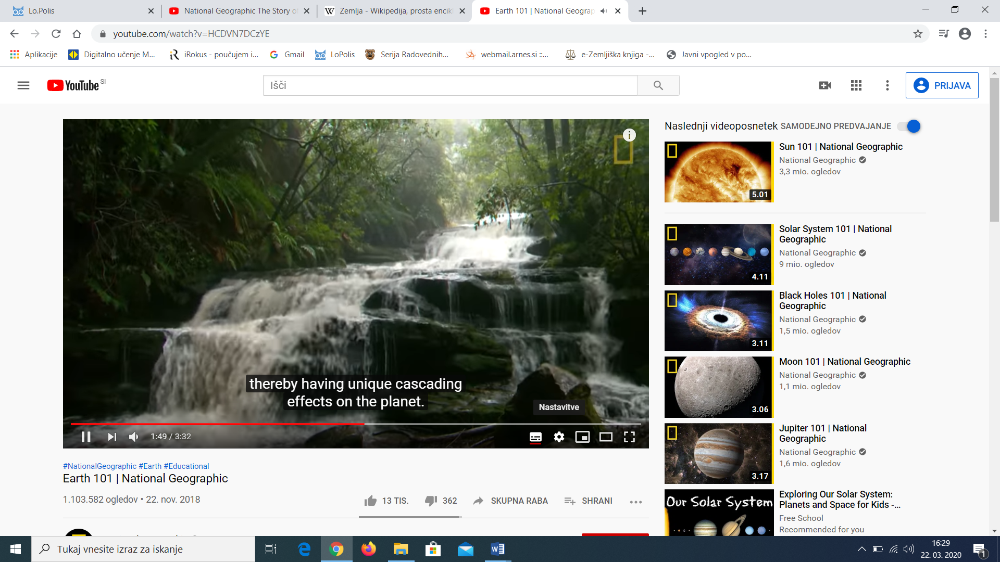 Lo.Polis
National Geographic The Story o
Zemlja - Wikipedija, prosta encikl
Earth 101 | National Geograp
youtube.com/watch?v=HCDVN7DCzYE
Aplikacije
Digitalno učenje M...
iRokus - poučujem i...
Gmail
LoPolis
Serija Radovednih...
webmail.arnes.si ::...
e-Zemljiška knjiga -...
Javni vpogled v po...
YouTube SI
Išči
PRIJAVA
thereby having unique cascading
effects on the planet.
Nastavitve
1:49 / 3:32
#NationalGeographic #Earth #Educational
Earth 101 | National Geographic
1.103.582 ogledov • 22. nov. 2018
13 TIS.
362
SKUPNA RABA
SHRANI
Naslednji videoposnetek
SAMODEJNO PREDVAJANJE
Sun 101 | National Geographic
National Geographic
3,3 mio. ogledov
5.01
Solar System 101 | National
Geographic
National Geographic
9 mio. ogledov
4.11
Black Holes 101 | National
Geographic
National Geographic
1,5 mio. ogledov
3.11
Moon 101 | National Geographic
National Geographic
1,1 mio. ogledov
3.06
Jupiter 101 | National
Geographic
National Geographic
1,6 mio. ogledov
3.17
Our Solar System
Exploring Our Solar System:
Planets and Space for Kids -...
Free School
Recommended for you
Tukaj vnesite izraz za iskanje
16:29
22. 03. 2020
1